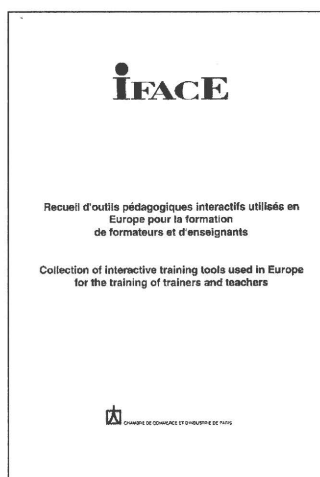 iFACE
Recueil d'outils pédagogiques interactifs utilisés en
Europe pour la formation
de formateurs et d'enseignants
Collection of interactive training tools used in Europe
for the training of trainers and teachers
CHAMBRE DE COMMERCE ET D'INDUSTRIE DE PARIS